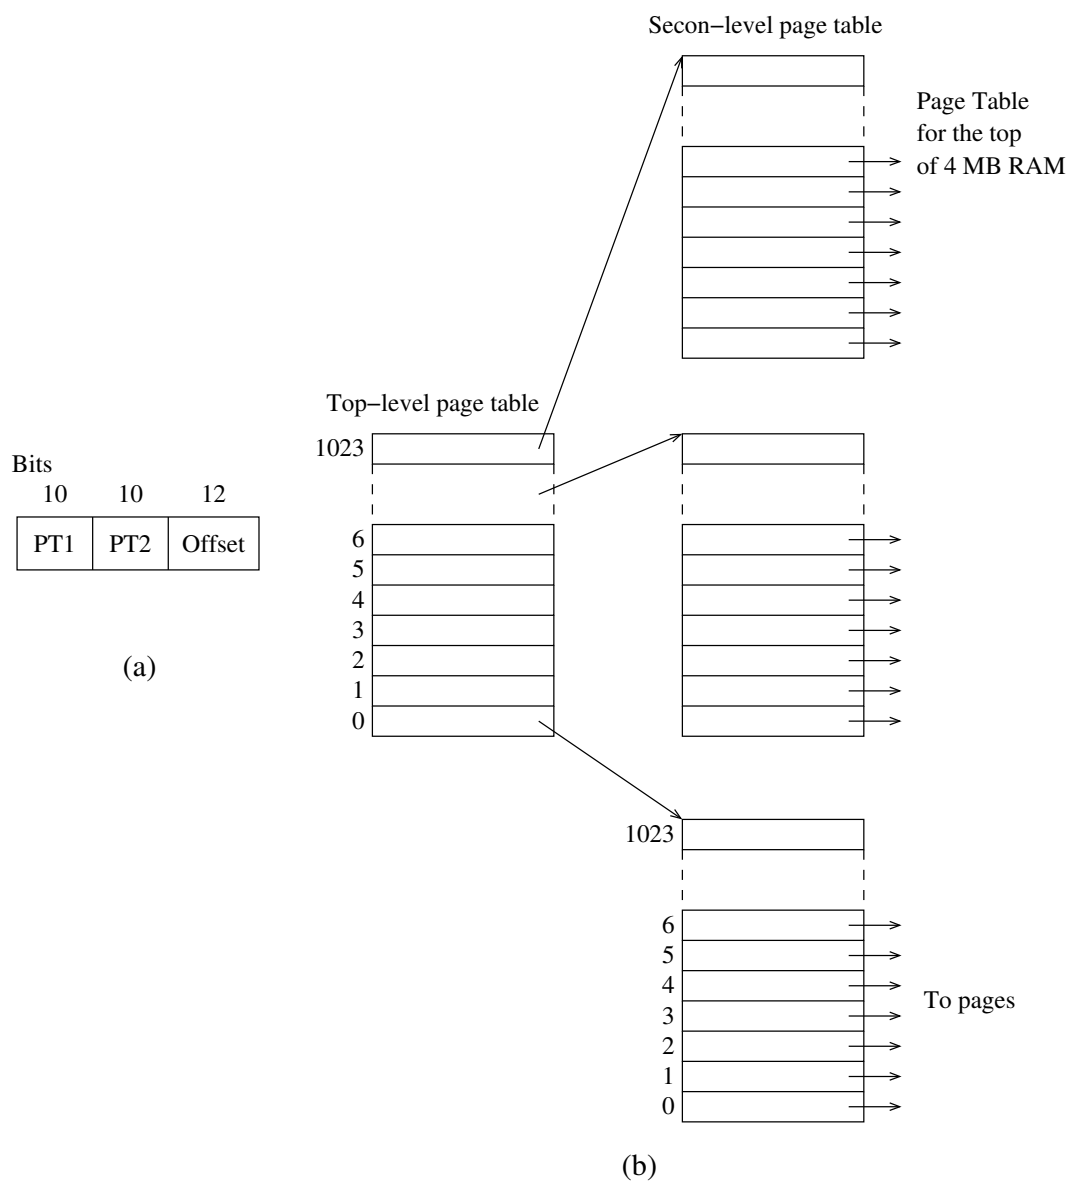 Secon−level page table
Page Table
for the top
of 4 MB RAM
Top−level page table
1023
6
5
4
3
2
1
0
Bits
10 10 12
PT1 PT2 Offset
(a)
1023
6
5
4
3
2
1
0
To pages
(b)